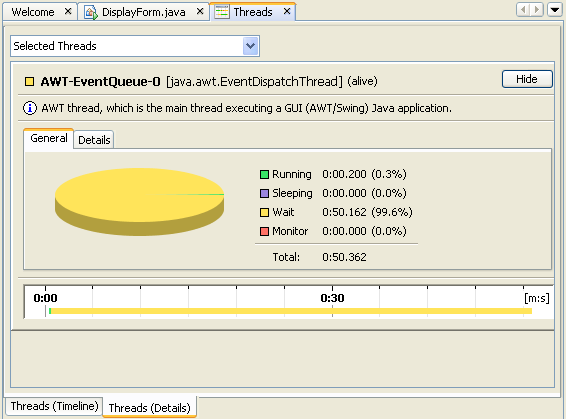 Welcome DisplayForm.java Threads
Selected Threads
AWT-EventQueue-0 [java.awt.EventDispatchThread] (alive) Hide
AWT thread, which is the main thread executing a GUI (AWT/Swing) Java application.
General Details
Running 0:00.200 (0.3%)
Sleeping 0:00.000 (0.0%)
Wait 0:50.162 (99.6%)
Monitor 0:00.000 (0.0%)
Total: 0:50.362
0:00 0:30 [m:s]
Threads (Timeline) Threads (Details)